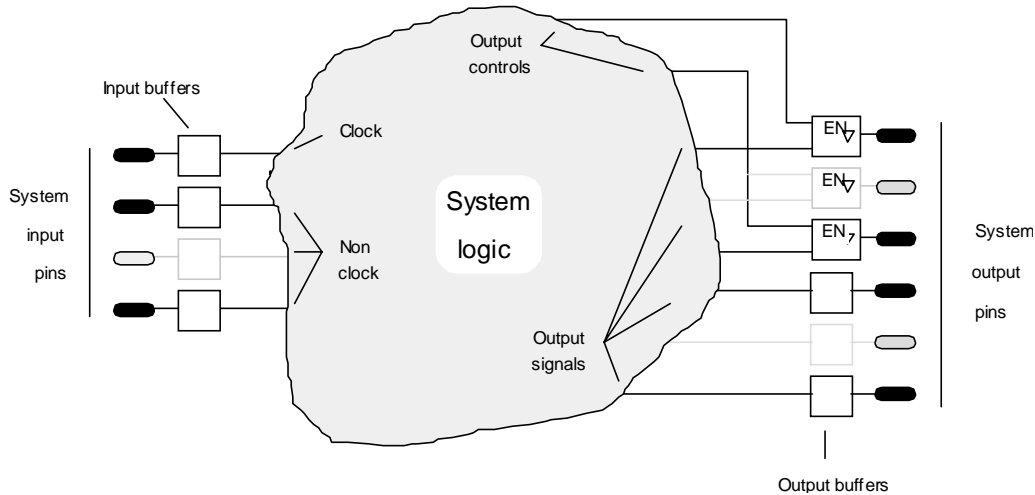 Output
controls
Input buffers
Clock
EN
System
input
pins
EN
System
logic
Non
clock
EN
System
output
pins
Output
signals
Output buffers